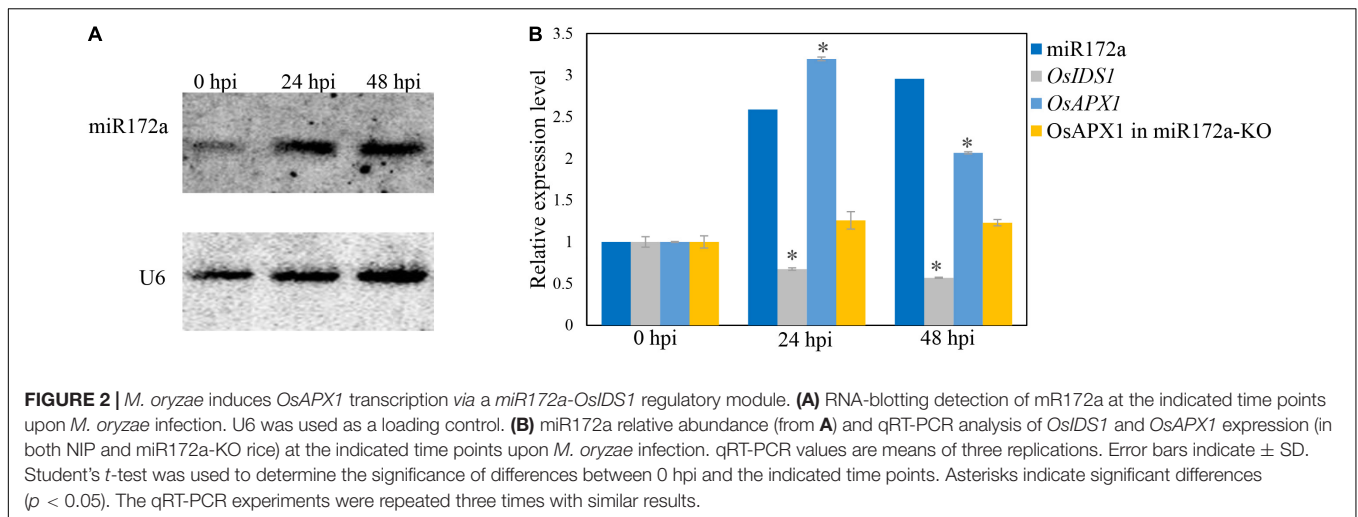 A
0 hpi 24 hpi 48 hpi
miR172a
U6
B
Relative expression level
3.5
3
2.5
2
1.5
1
0.5
0
* * * *
0 hpi 24 hpi 48 hpi
miR172a
OsIDS1
OsAPX1
OsAPX1 in miR172a-KO
FIGURE 2 | M. oryzae induces OsAPX1 transcription via a miR172a-OsIDS1 regulatory module. (A) RNA-blotting detection of mR172a at the indicated time points
upon M. oryzae infection. U6 was used as a loading control. (B) miR172a relative abundance (from A) and qRT-PCR analysis of OsIDS1 and OsAPX1 expression (in
both NIP and miR172a-KO rice) at the indicated time points upon M. oryzae infection. qRT-PCR values are means of three replications. Error bars indicate ± SD.
Student's t-test was used to determine the significance of differences between 0 hpi and the indicated time points. Asterisks indicate significant differences
(p < 0.05). The qRT-PCR experiments were repeated three times with similar results.